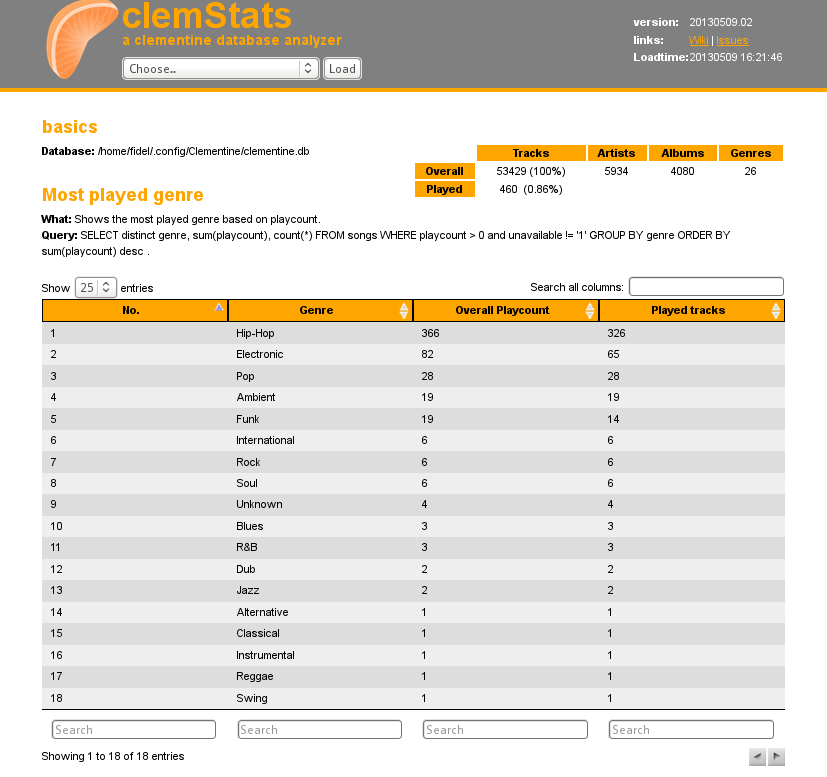 clemStats
a clementine database analyzer
Choose.. Load
version: 20130509.02
links: Wiki | Issues
Loadtime: 20130509 16:21:46
basics
Database: /home/fidel/.config/Clementine/clementine.db
Tracks Artists Albums Genres
Overall 53429 (100%) 5934 4080 26
Played 460 (0.86%)
Most played genre
What: Shows the most played genre based on playcount.
Query: SELECT distinct genre, sum(playcount), count(*) FROM songs WHERE playcount > 0 and unavailable != '1' GROUP BY genre ORDER BY
sum(playcount) desc .
Show 25 entries Search all columns:
No. Genre Overall Playcount Played tracks
1 Hip-Hop 366 326
2 Electronic 82 65
3 Pop 28 28
4 Ambient 19 19
5 Funk 19 14
6 International 6 6
7 Rock 6 6
8 Soul 6 6
9 Unknown 4 4
10 Blues 3 3
11 R&B 3 3
12 Dub 2 2
13 Jazz 2 2
14 Alternative 1 1
15 Classical 1 1
16 Instrumental 1 1
17 Reggae 1 1
18 Swing 1 1
Search Search Search Search
Showing 1 to 18 of 18 entries